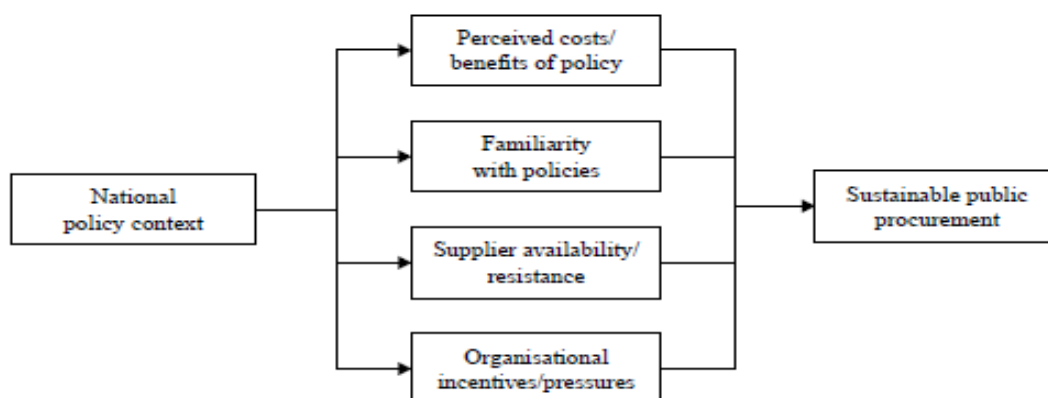 Perceived costs/
benefits of policy
Familiarity
with policies
National
policy context
Sustainable public
procurement
Supplier availability/
resistance
Organisational
incentives/pressures